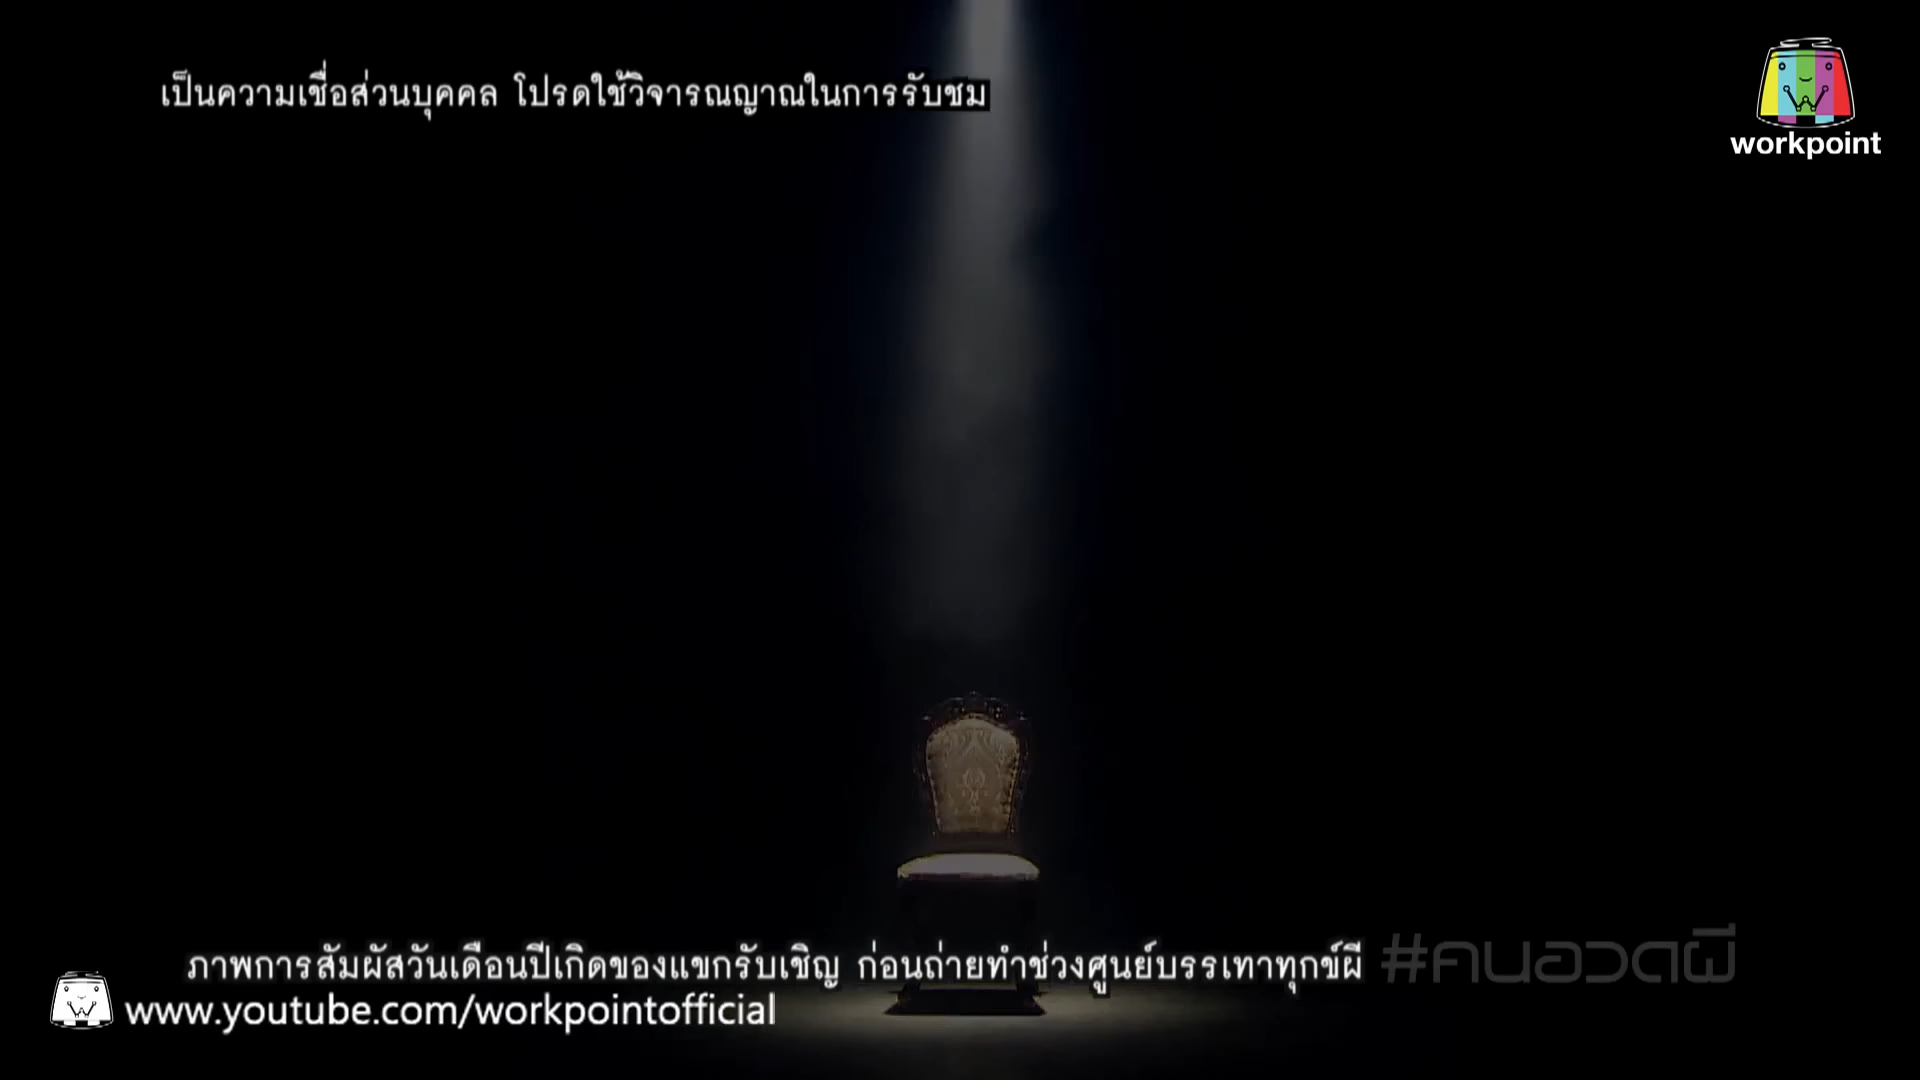 เป็นความเชื่อส่วนบุคคล โปรดใช้วิจารณญาณในการรับชม
workpoint
ภาพการสัมผัสวันเดือนปีเกิดของแขกรับเชิญ ก่อนถ่ายทำช่วงศูนย์บรรเทาทุกข์ผี
#คนอวดผี
www.youtube.com/workpointofficial